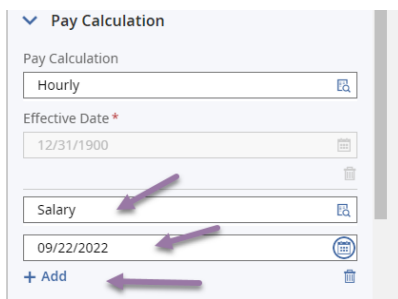 Pay Calculation
Pay Calculation
Hourly
Effective Date *
12/31/1900
Salary
09/22/2022
+ Add